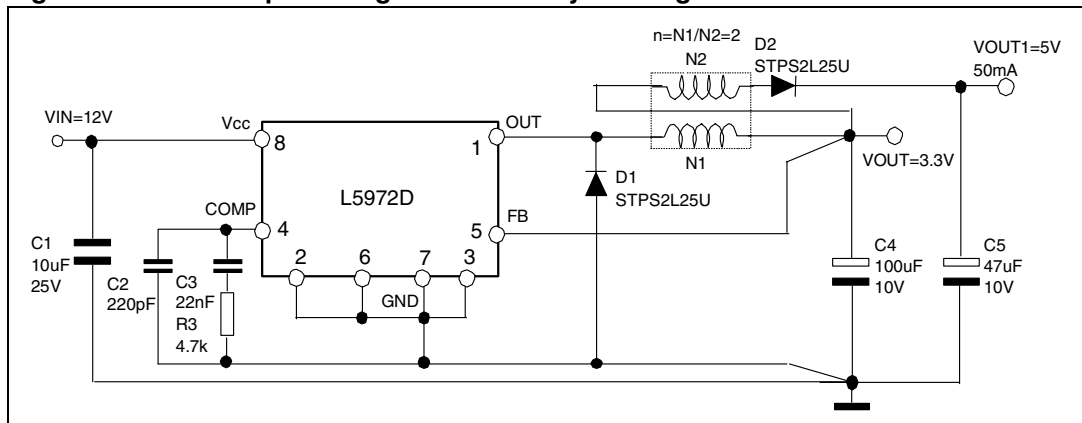 n=N1/N2=2
D2
VOUT1=5V
N2
STPS2L25U
50mA
VIN=12V
Vcc
OUT
8
1
N1
VOUT=3.3V
L5972D
D1
STPS2L25U
COMP
4
FB
5
C1
10uF
25V
C2
220pF
C3
22nF
R3
4.7k
2
6
7
3
GND
C4
100uF
10V
C5
47uF
10V